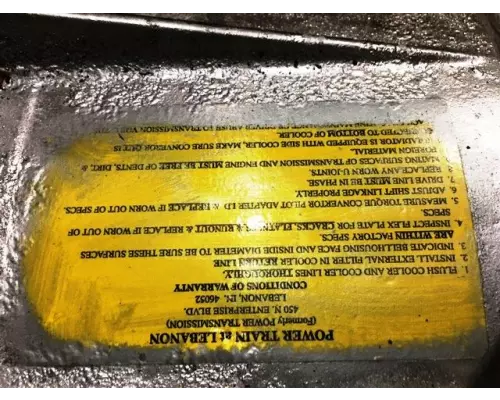 POWER TRAIN at LEBANON
(Formerly POWER TRANSMISSION)
450 N. ENTERPRISE BLVD.
LEBANON, IN. 46052
CONDITIONS OF WARRANTY
1. FLUSH COOLER AND COOLER LINES THOROUGHLY.
2. INSTALL EXTERNAL FILTER IN COOLER RETURN LINE
3. INDICATE BELLHOUSING FACE AND INSIDE DIAMETER TO BE SURE THESE SURFACES
ARE WITHIN FACTORY SPECS.
4. INSPECT FLEX PLATE FOR CRACKS, FLATNESS & RUNOUT & REPLACE IF WORN OUT OF
SPECS
5. MEASURE TORQUE CONVERTOR PILOT ADAPTER I.D & REPLACE IF WORN OUT OF SPECS.
6. ADJUST SHIFT LINKAGE PROPERLY.
7. DRIVE LINE MUST BE IN PHASE.
8. REPLACE ANY WORN U-JOINTS.
MATING SURFACES OF TRANSMISSION AND ENGINE MUST BE FREE OF DENTS, DIRT &
FOREIGN MATERIAL.
RADIATOR IS EQUIPPED WITH SIDE COOLER, MAKE SURE CONVERTOR OUT IS
CONNECTED TO BOTTOM OF COOLER.